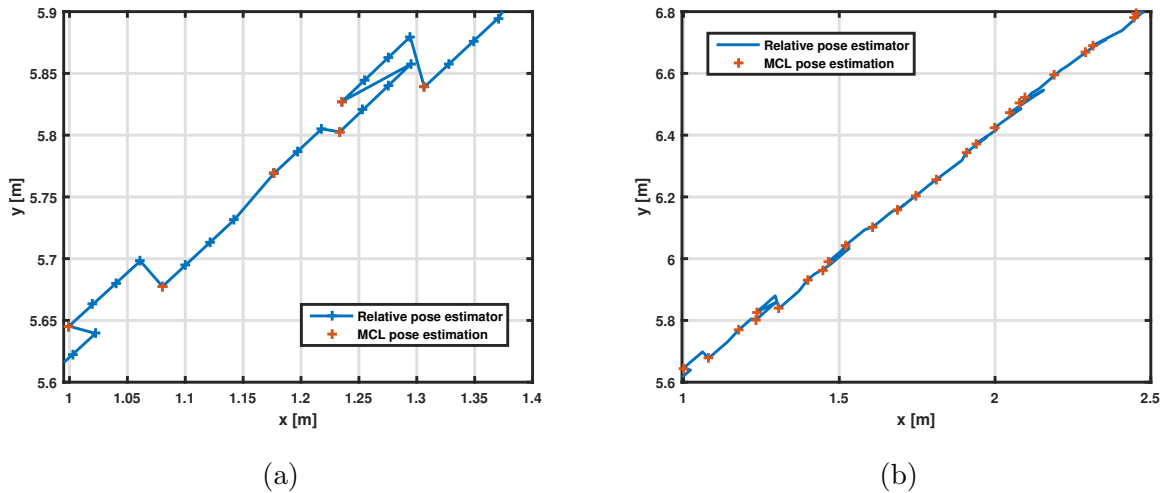 5.9
5.85
5.8
5.75
5.7
5.65
5.6
y [m]
1
1.05
1.1
1.15
1.2
1.25
1.3
1.35
1.4
x [m]
Relative pose estimator
MCL pose estimation
(a)
6.8
6.6
6.4
6.2
6
5.8
5.6
y [m]
1
1.5
2
2.5
x [m]
Relative pose estimator
MCL pose estimation
(b)